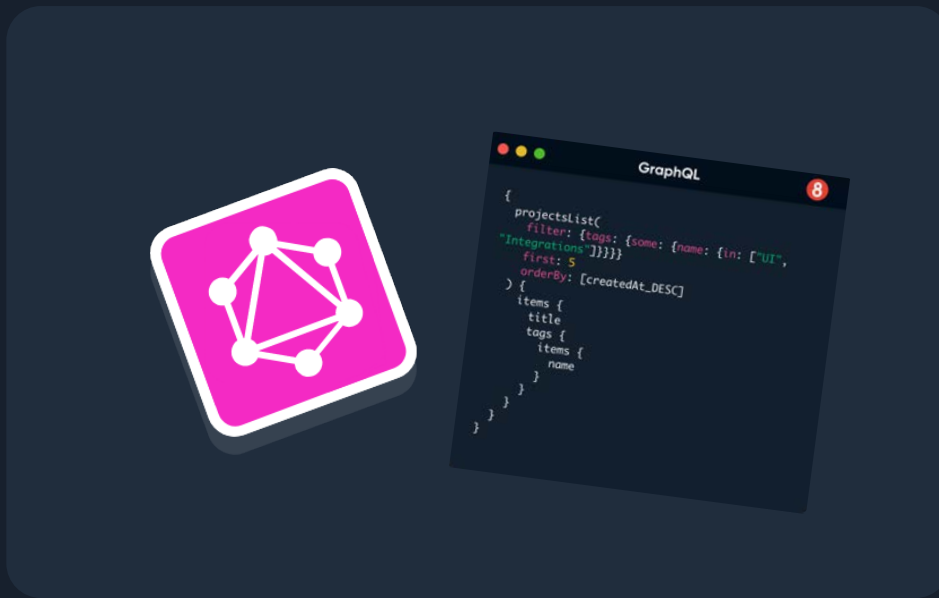 GraphQL
8
{
projectsList(
filter: {tags: {some: {name: {in: ["UI",
"Integrations"]}}}}
first: 5
orderBy: [createdAt_DESC]
) {
items {
title
tags {
items {
name
}
}
}
}
}